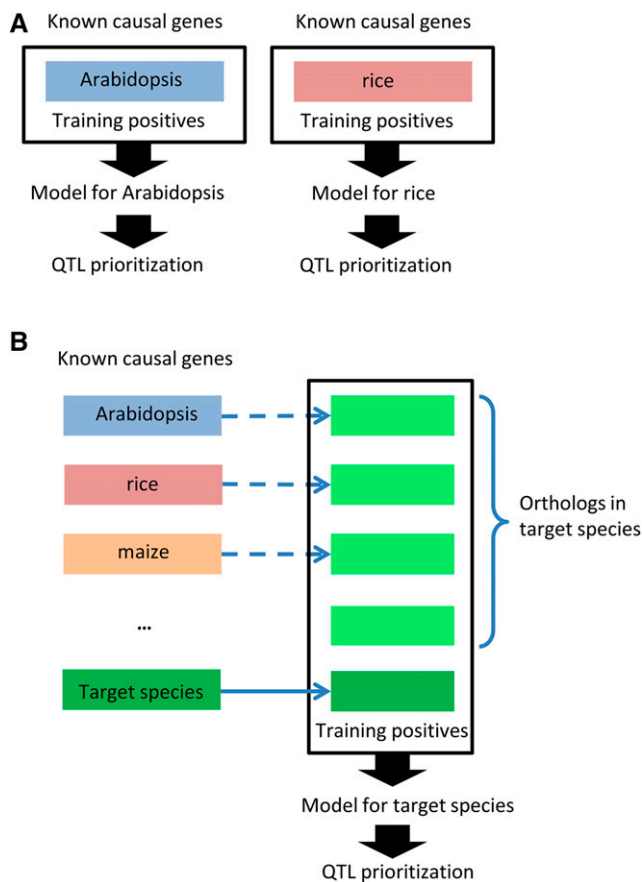 A
Known causal genes
Known causal genes
Arabidopsis
rice
Training positives
Training positives
Model for Arabidopsis
Model for rice
QTL prioritization
QTL prioritization
B
Known causal genes
Arabidopsis
rice
maize
...
Target species
Orthologs in
target species
Training positives
Model for target species
QTL prioritization